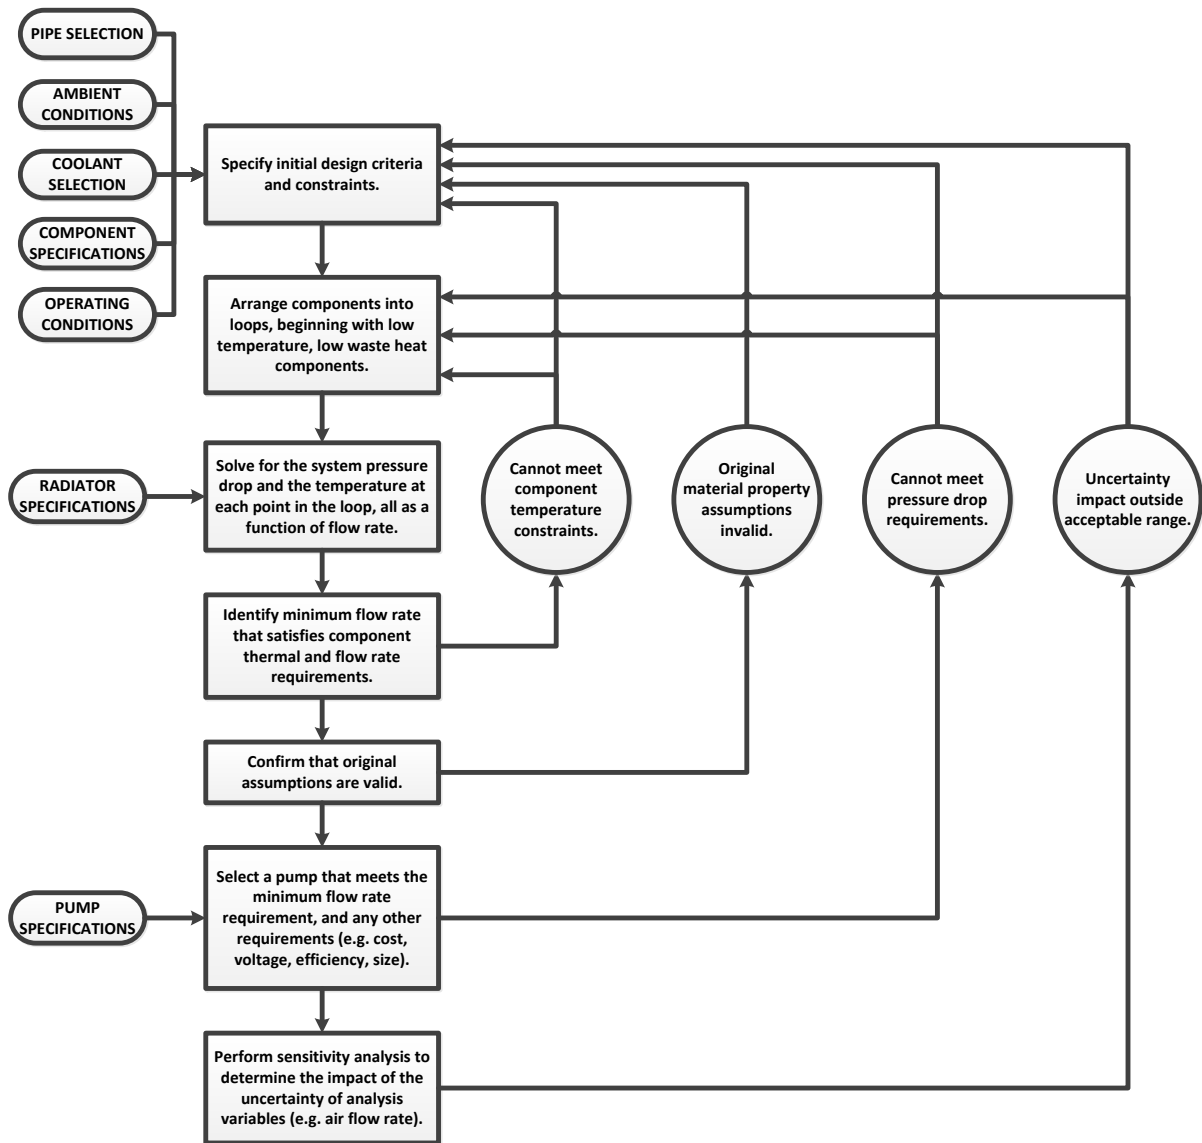 PIPE SELECTION
AMBIENT
CONDITIONS
COOLANT
SELECTION
COMPONENT
SPECIFICATIONS
OPERATING
CONDITIONS
Specify initial design criteria
and constraints.
Arrange components into
loops, beginning with low
temperature, low waste heat
components.
RADIATOR
SPECIFICATIONS
Solve for the system pressure
drop and the temperature at
each point in the loop, all as a
function of flow rate.
Cannot meet
component
temperature
constraints.
Original
material property
assumptions
invalid.
Cannot meet
pressure drop
requirements.
Uncertainty
impact outside
acceptable range.
Identify minimum flow rate
that satisfies component
thermal and flow rate
requirements.
Confirm that original
assumptions are valid.
PUMP
SPECIFICATIONS
Select a pump that meets the
minimum flow rate
requirement, and any other
requirements (e.g. cost,
voltage, efficiency, size).
Perform sensitivity analysis to
determine the impact of the
uncertainty of analysis
variables (e.g. air flow rate).